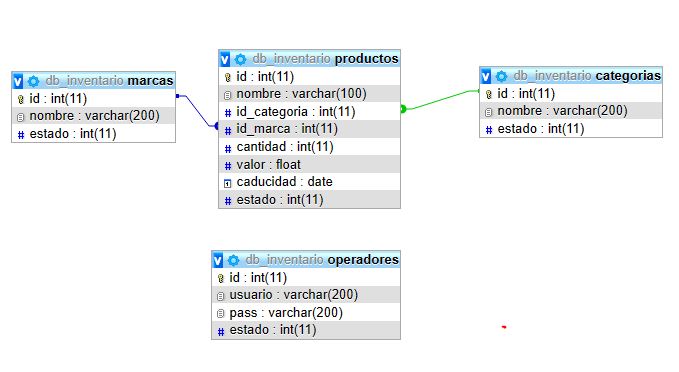 db_inventario marcas
id : int(11)
nombre : varchar(200)
estado : int(11)
db_inventario productos
id : int(11)
nombre : varchar(100)
id_categoria : int(11)
id_marca : int(11)
cantidad : int(11)
valor : float
caducidad : date
estado : int(11)
db_inventario categorias
id : int(11)
nombre : varchar(200)
estado : int(11)
db_inventario operadores
id : int(11)
usuario : varchar(200)
pass : varchar(200)
estado : int(11)